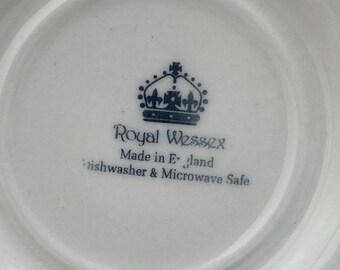 Royal Wessex
Made in England
Dishwasher & Microwave Safe